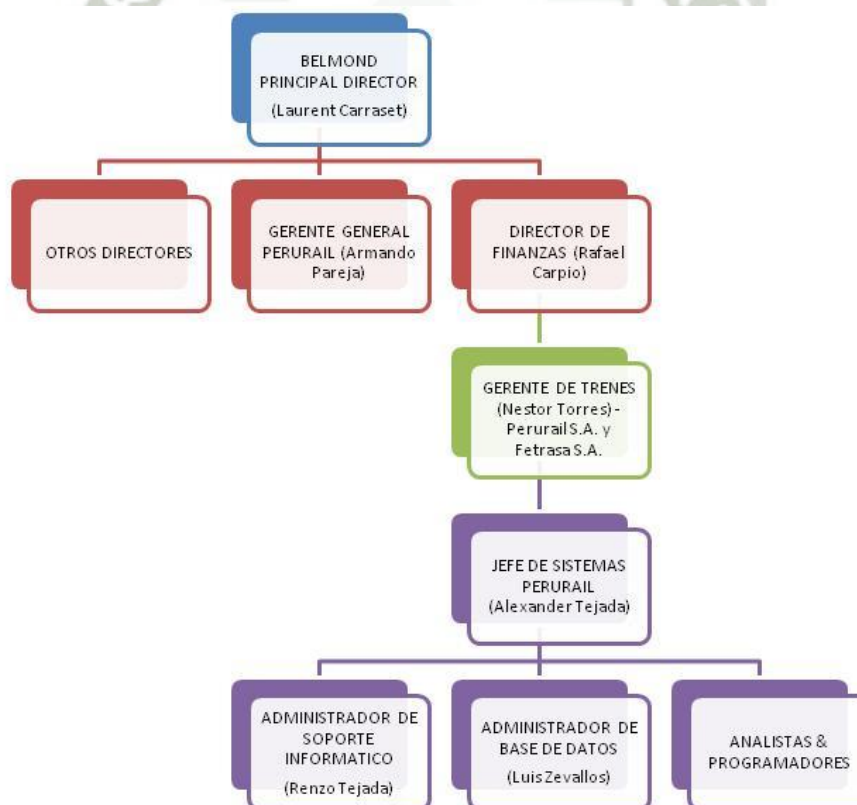 BELMOND
PRINCIPAL DIRECTOR
(Laurent Carraset)
OTROS DIRECTORES
GERENTE GENERAL
PERURAIL (Armando
Pareja)
DIRECTOR DE
FINANZAS (Rafael
Carpio)
GERENTE DE TRENES
(Nestor Torres) -
Perurail S.A. y
Fetrasa S.A.
JEFE DE SISTEMAS
PERURAIL
(Alexander Tejada)
ADMINISTRADOR DE
SOPORTE
INFORMATICO
(Renzo Tejada)
ADMINISTRADOR DE
BASE DE DATOS
(Luis Zevallos)
ANALISTAS &
PROGRAMADORES